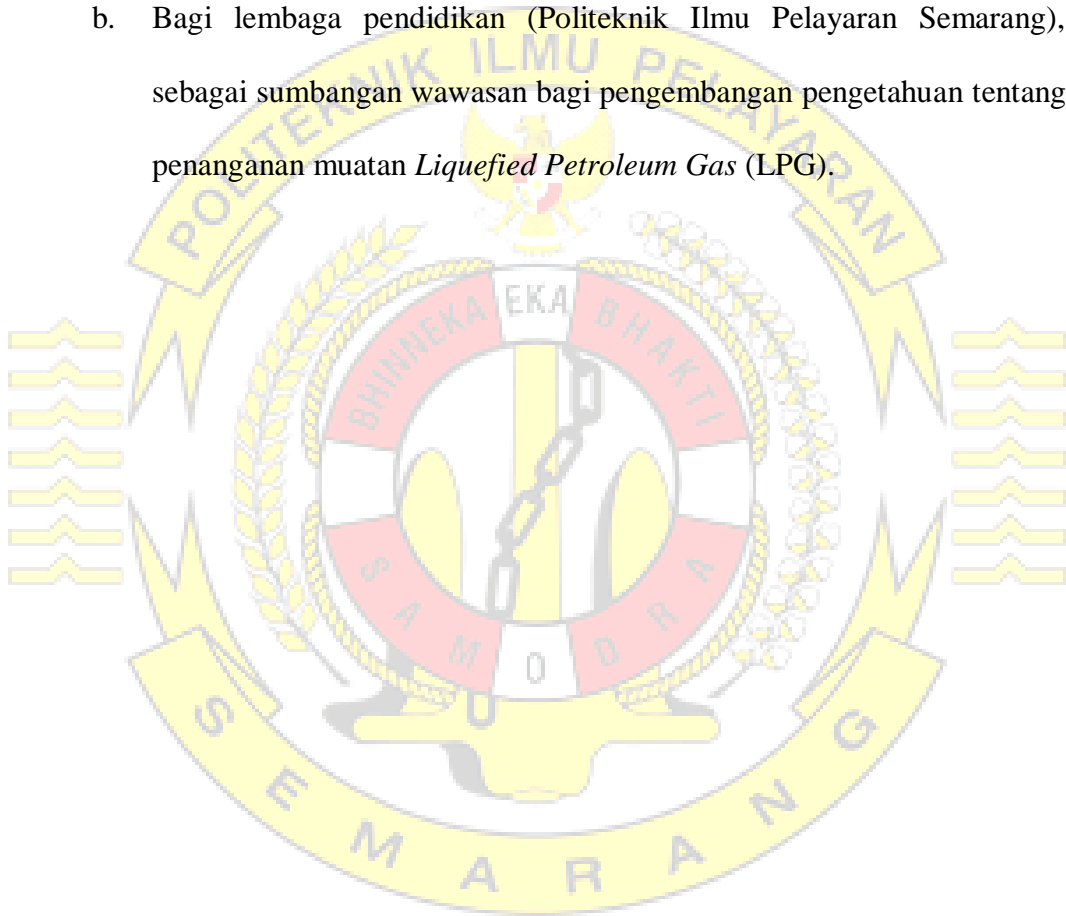 b. Bagi lembaga pendidikan (Politeknik Ilmu Pelayaran Semarang),
sebagai sumbangan wawasan bagi pengembangan pengetahuan tentang
penanganan muatan Liquefied Petroleum Gas (LPG).
POLITEKNIK ILMU PELAYARAN
BHINNEKA EKA BHAKTI
SAMODRA
SEMARANG